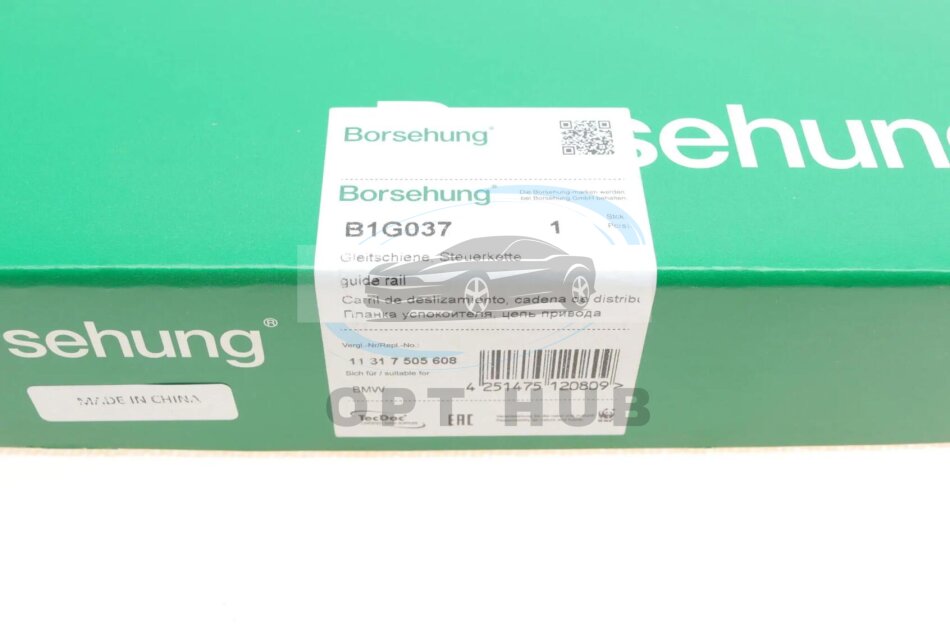 Borsehung®
sehun
Borsehung®
Die Borsehung-marken werden
bei Borsehung GmbH behalten.
B1G037
1
Stck.
Pcrs.
Gleitschiene, Steuerkette
guide rail
Carril de deslizamiento, cadena de distribu
Планка успокоителя, цепь привода
sehung®
Vergl.-Nr/Repl.-No.:
11 31 7 505 608
Sich für / suitable for
BMW
4 251475 120809 >
MADE IN CHINA
OPT HUB
TecDoc
EAC